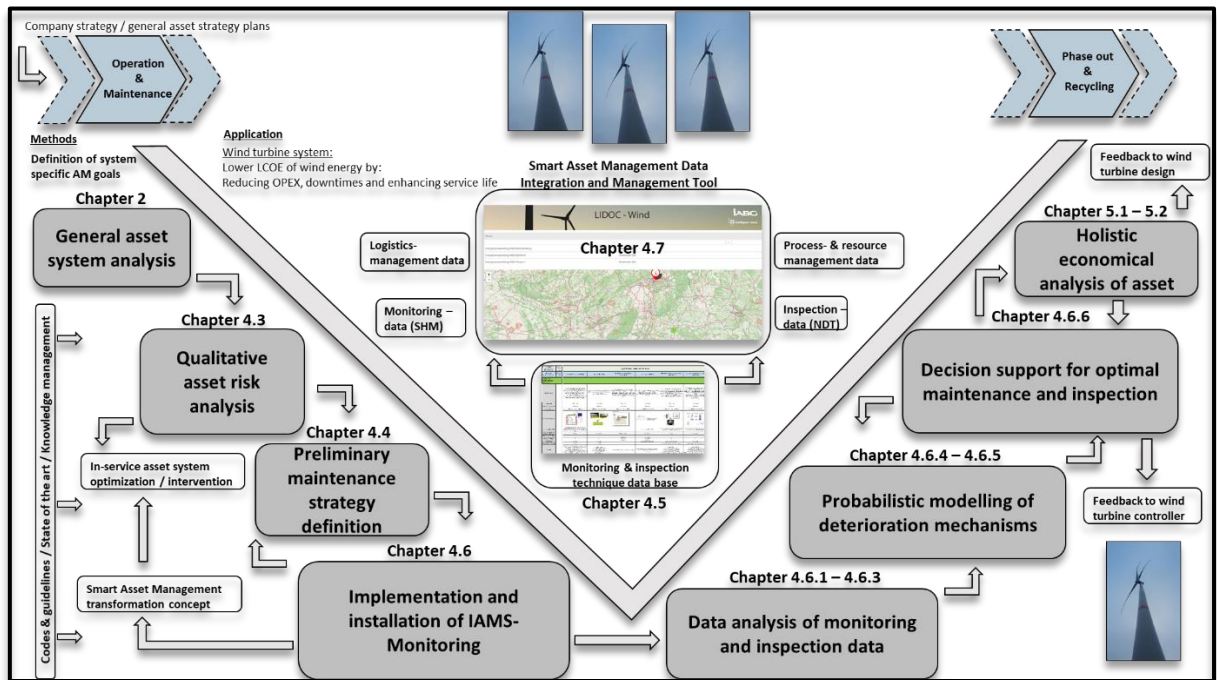 Company strategy / general asset strategy plans
Operation
&
Maintenance
Phase out
&
Recycling
Methods
Definition of system
specific AM goals
Application
Wind turbine system:
Lower LCOE of wind energy by:
Reducing OPEX, downtimes and enhancing service life
Smart Asset Management Data
Integration and Management Tool
LIDOC - Wind
IABG
Chapter 4.7
Logistics-
management data
Monitoring –
data (SHM)
Process- & resource
management data
Inspection –
data (NDT)
Monitoring & inspection
technique data base
Chapter 4.5
Chapter 2
General asset
system analysis
Chapter 4.3
Qualitative
asset risk
analysis
Chapter 4.4
Preliminary
maintenance
strategy
definition
In-service asset system
optimization / intervention
Smart Asset Management
transformation concept
Codes & guidelines / State of the art / Knowledge management
Chapter 4.6
Implementation and
installation of IAMS-
Monitoring
Chapter 4.6.1 – 4.6.3
Data analysis of monitoring
and inspection data
Chapter 4.6.4 – 4.6.5
Probabilistic modelling of
deterioration mechanisms
Chapter 4.6.6
Decision support for optimal
maintenance and inspection
Chapter 5.1 – 5.2
Holistic
economical
analysis of asset
Feedback to wind
turbine design
Feedback to wind
turbine controller